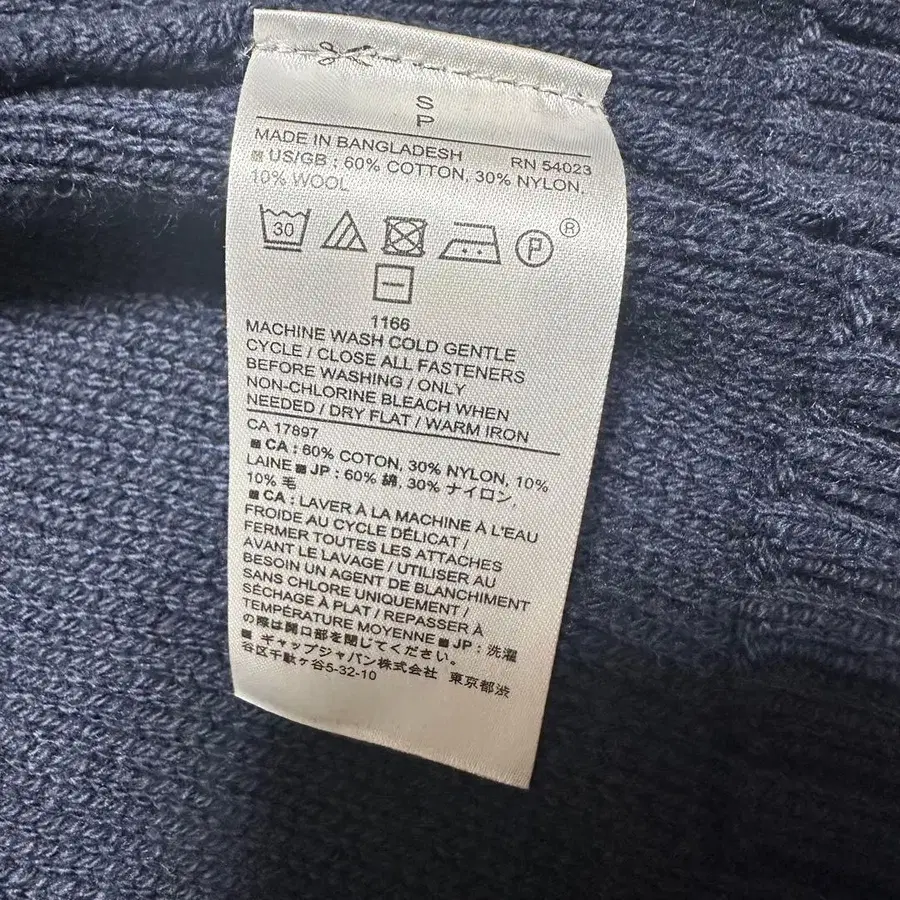 S
P
MADE IN BANGLADESH RN 54023
US/GB : 60% COTTON, 30% NYLON,
10% WOOL
30 P ®
1166
MACHINE WASH COLD GENTLE
CYCLE / CLOSE ALL FASTENERS
BEFORE WASHING / ONLY
NON-CHLORINE BLEACH WHEN
NEEDED / DRY FLAT / WARM IRON
CA 17897
■ CA : 60% COTON, 30% NYLON, 10%
LAINE ■ JP : 60% 綿, 30% ナイロン,
10% 毛
■ CA : LAVER À LA MACHINE À L'EAU
FROIDE AU CYCLE DÉLICAT /
FERMER TOUTES LES ATTACHES
AVANT LE LAVAGE / UTILISER AU
BESOIN UN AGENT DE BLANCHIMENT
SANS CHLORE UNIQUEMENT /
SÉCHAGE À PLAT / REPASSER À
TEMPÉRATURE MOYENNE ■ JP : 洗濯
の際は開口部を閉じてください。
■ ギャップジャパン株式会社 東京都渋
谷区千駄ヶ谷5-32-10